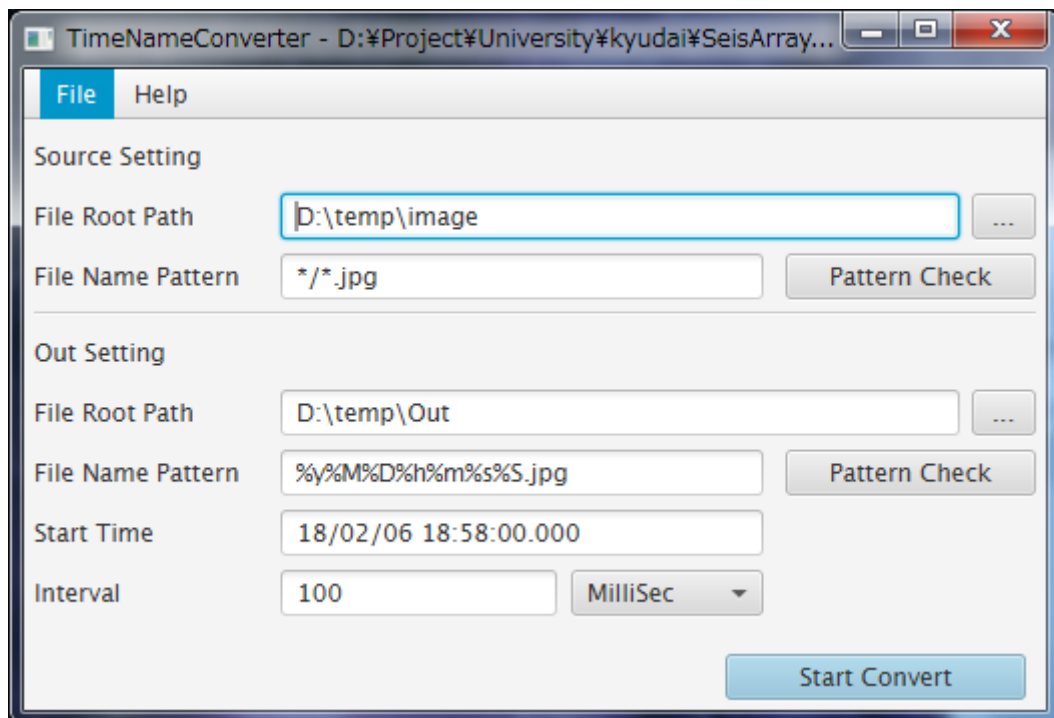 TimeNameConverter - D:¥Project¥University¥kyudai¥SeisArray...
File Help
Source Setting
File Root Path D:\temp\image ...
File Name Pattern */*.jpg Pattern Check
Out Setting
File Root Path D:\temp\Out ...
File Name Pattern %y%M%D%h%m%s%S.jpg Pattern Check
Start Time 18/02/06 18:58:00.000
Interval 100 MilliSec
Start Convert